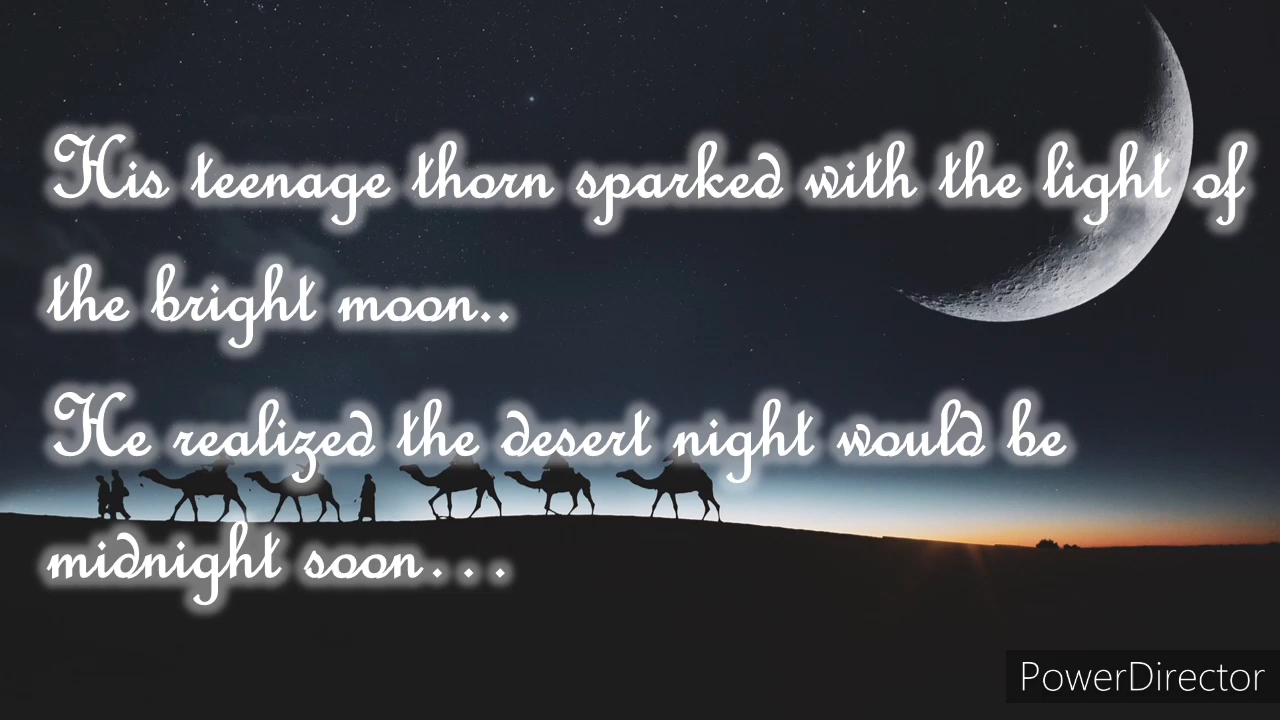 His teenage thorn sparked with the light of
the bright moon..
He realized the desert night would be
midnight soon...
PowerDirector